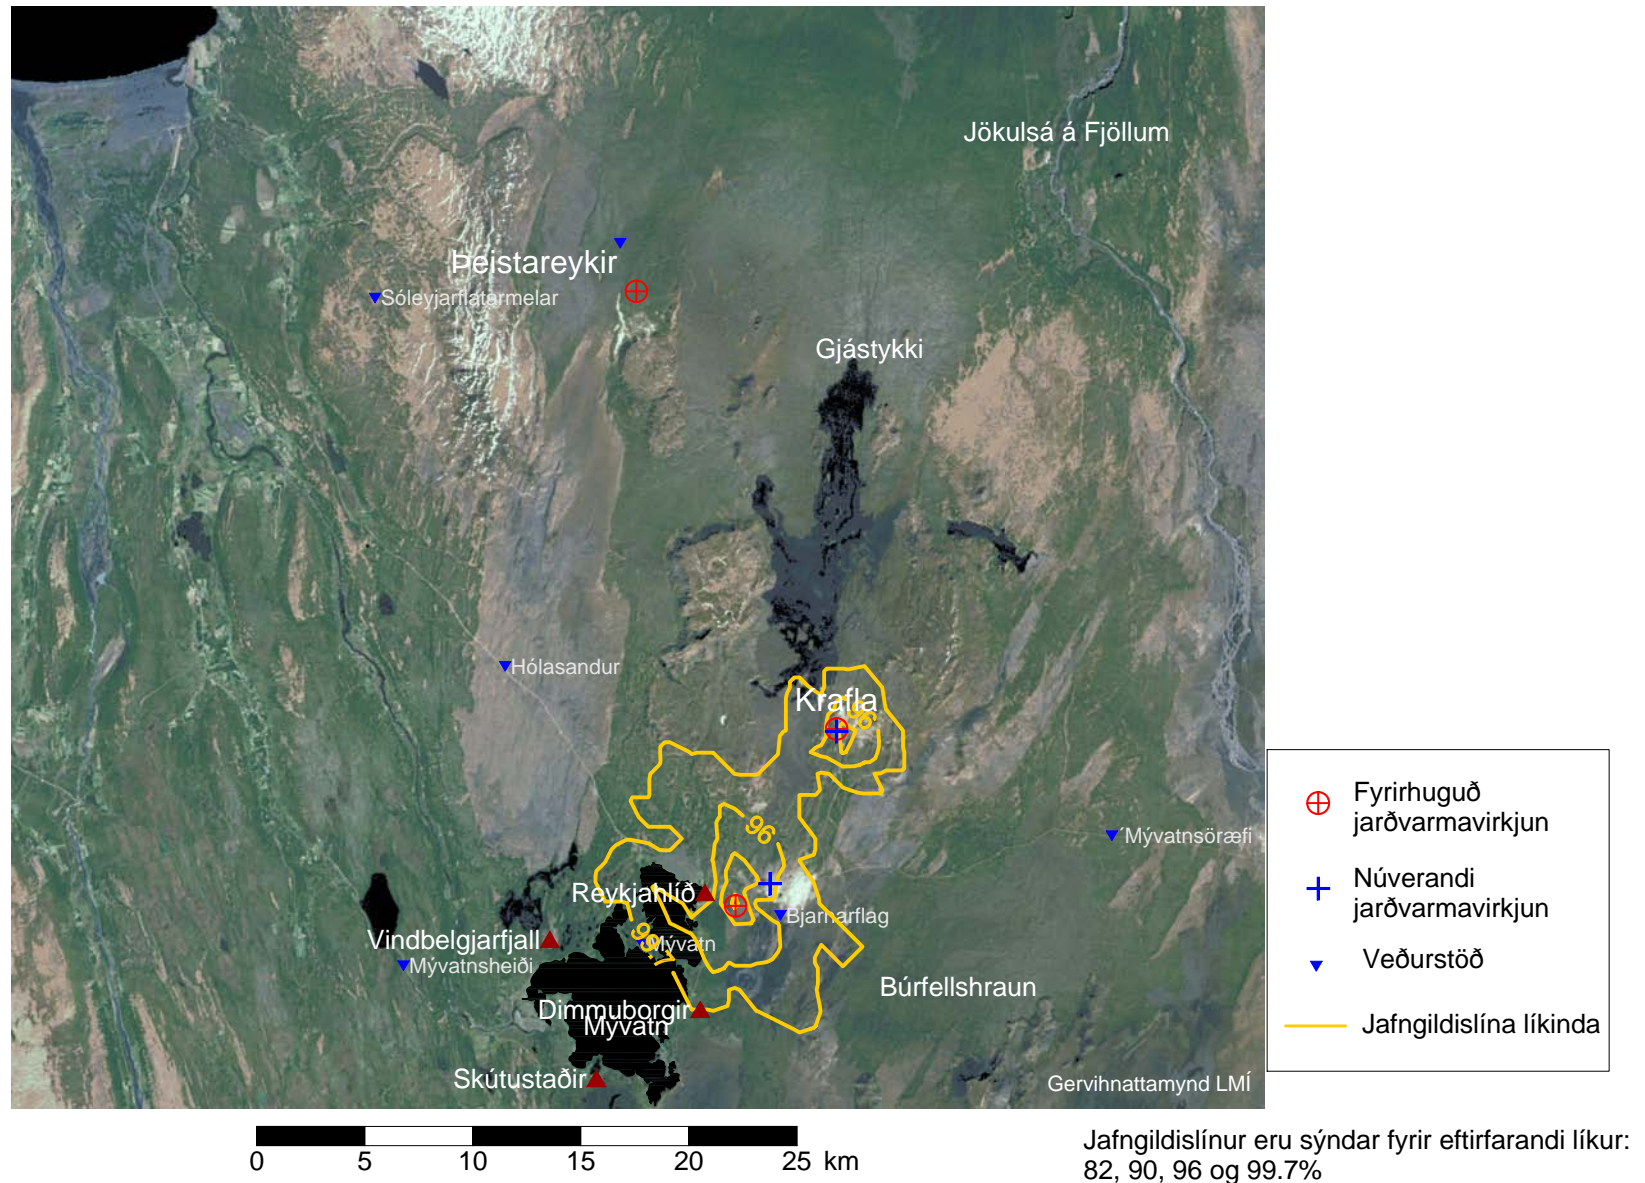 Jökulsá á Fjöllum
Þeistareykir
Sóleyjarflatarmelar
Gjástykki
Hólasandur
Krafla
96
96
Mývatnsöræfi
Reykjahlíð
Bjarnarflag
Vindbelgjarfjall
99.7
Mývatn
Mývatnsheiði
Búrfellshraun
Dimmuborgir
Mývatn
Skútustaðir
Gervihnattamynd LMÍ
Fyrirhuguð
jarðvarmavirkjun
Núverandi
jarðvarmavirkjun
Veðurstöð
Jafngildislína líkinda
0 5 10 15 20 25 km
Jafngildislínur eru sýndar fyrir eftirfarandi líkur:
82, 90, 96 og 99.7%